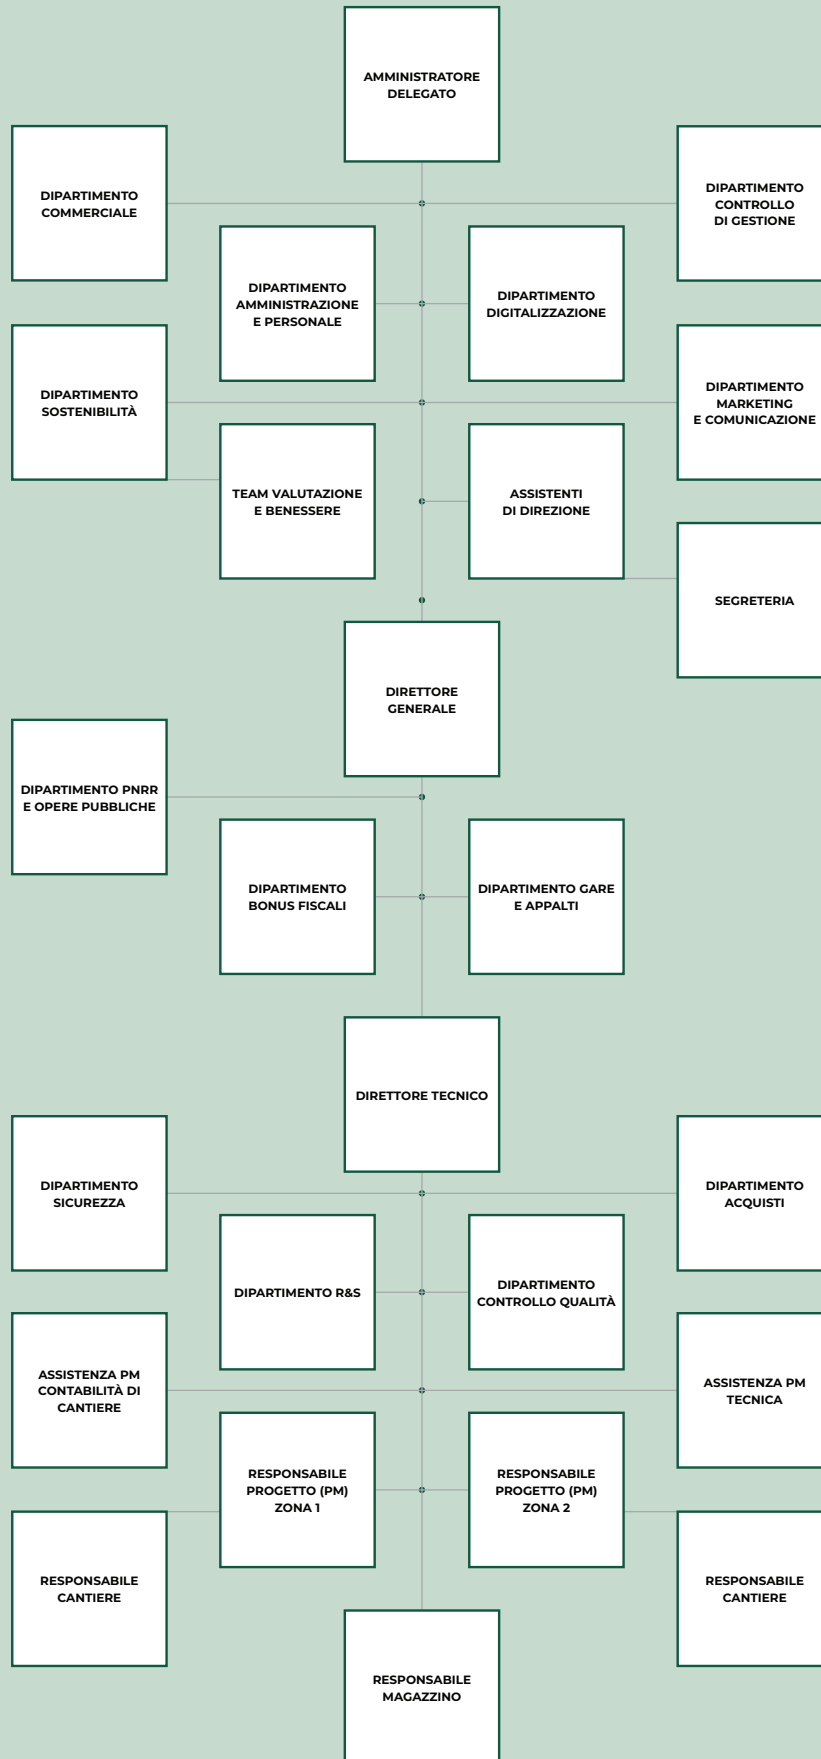 AMMINISTRATORE
DELEGATO
DIPARTIMENTO
COMMERCIALE
DIPARTIMENTO
CONTROLLO
DI GESTIONE
DIPARTIMENTO
AMMINISTRAZIONE
E PERSONALE
DIPARTIMENTO
DIGITALIZZAZIONE
DIPARTIMENTO
SOSTENIBILITÀ
DIPARTIMENTO
MARKETING
E COMUNICAZIONE
TEAM VALUTAZIONE
E BENESSERE
ASSISTENTI
DI DIREZIONE
SEGRETERIA
DIRETTORE
GENERALE
DIPARTIMENTO PNRR
E OPERE PUBBLICHE
DIPARTIMENTO
BONUS FISCALI
DIPARTIMENTO GARE
E APPALTI
DIRETTORE TECNICO
DIPARTIMENTO
SICUREZZA
DIPARTIMENTO
ACQUISTI
DIPARTIMENTO R&S
DIPARTIMENTO
CONTROLLO QUALITÀ
ASSISTENZA PM
CONTABILITÀ DI
CANTIERE
ASSISTENZA PM
TECNICA
RESPONSABILE
PROGETTO (PM)
ZONA 1
RESPONSABILE
PROGETTO (PM)
ZONA 2
RESPONSABILE
CANTIERE
RESPONSABILE
CANTIERE
RESPONSABILE
MAGAZZINO